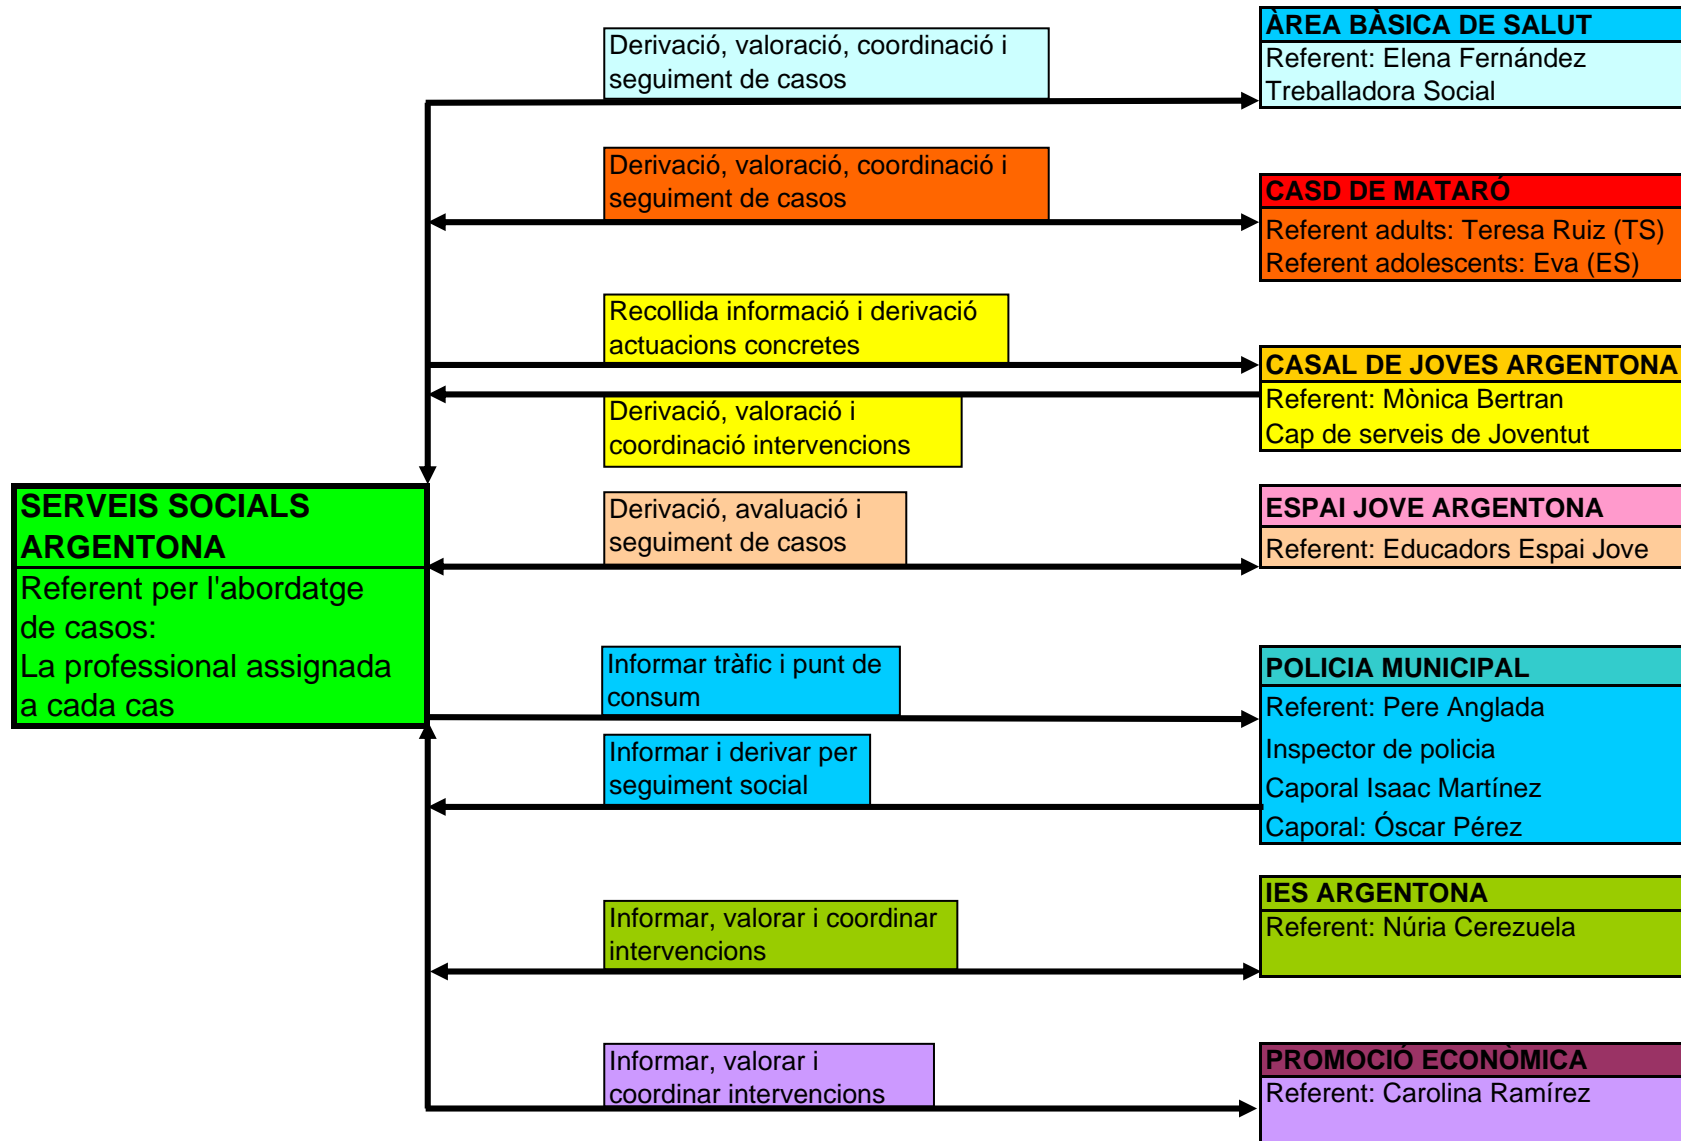 SERVEIS SOCIALS
ARGENTONA
Referent per l'abordatge
de casos:
La professional assignada
a cada cas
Derivació, valoració, coordinació i
seguiment de casos
ÀREA BÀSICA DE SALUT
Referent: Elena Fernández
Treballadora Social
Derivació, valoració, coordinació i
seguiment de casos
CASD DE MATARÓ
Referent adults: Teresa Ruiz (TS)
Referent adolescents: Eva (ES)
Recollida informació i derivació
actuacions concretes
Derivació, valoració i
coordinació intervencions
CASAL DE JOVES ARGENTONA
Referent: Mònica Bertran
Cap de serveis de Joventut
Derivació, avaluació i
seguiment de casos
ESPAI JOVE ARGENTONA
Referent: Educadors Espai Jove
Informar tràfic i punt de
consum
Informar i derivar per
seguiment social
POLICIA MUNICIPAL
Referent: Pere Anglada
Inspector de policia
Caporal Isaac Martínez
Caporal: Óscar Pérez
Informar, valorar i coordinar
intervencions
IES ARGENTONA
Referent: Núria Cerezuela
Informar, valorar i
coordinar intervencions
PROMOCIÓ ECONÒMICA
Referent: Carolina Ramírez